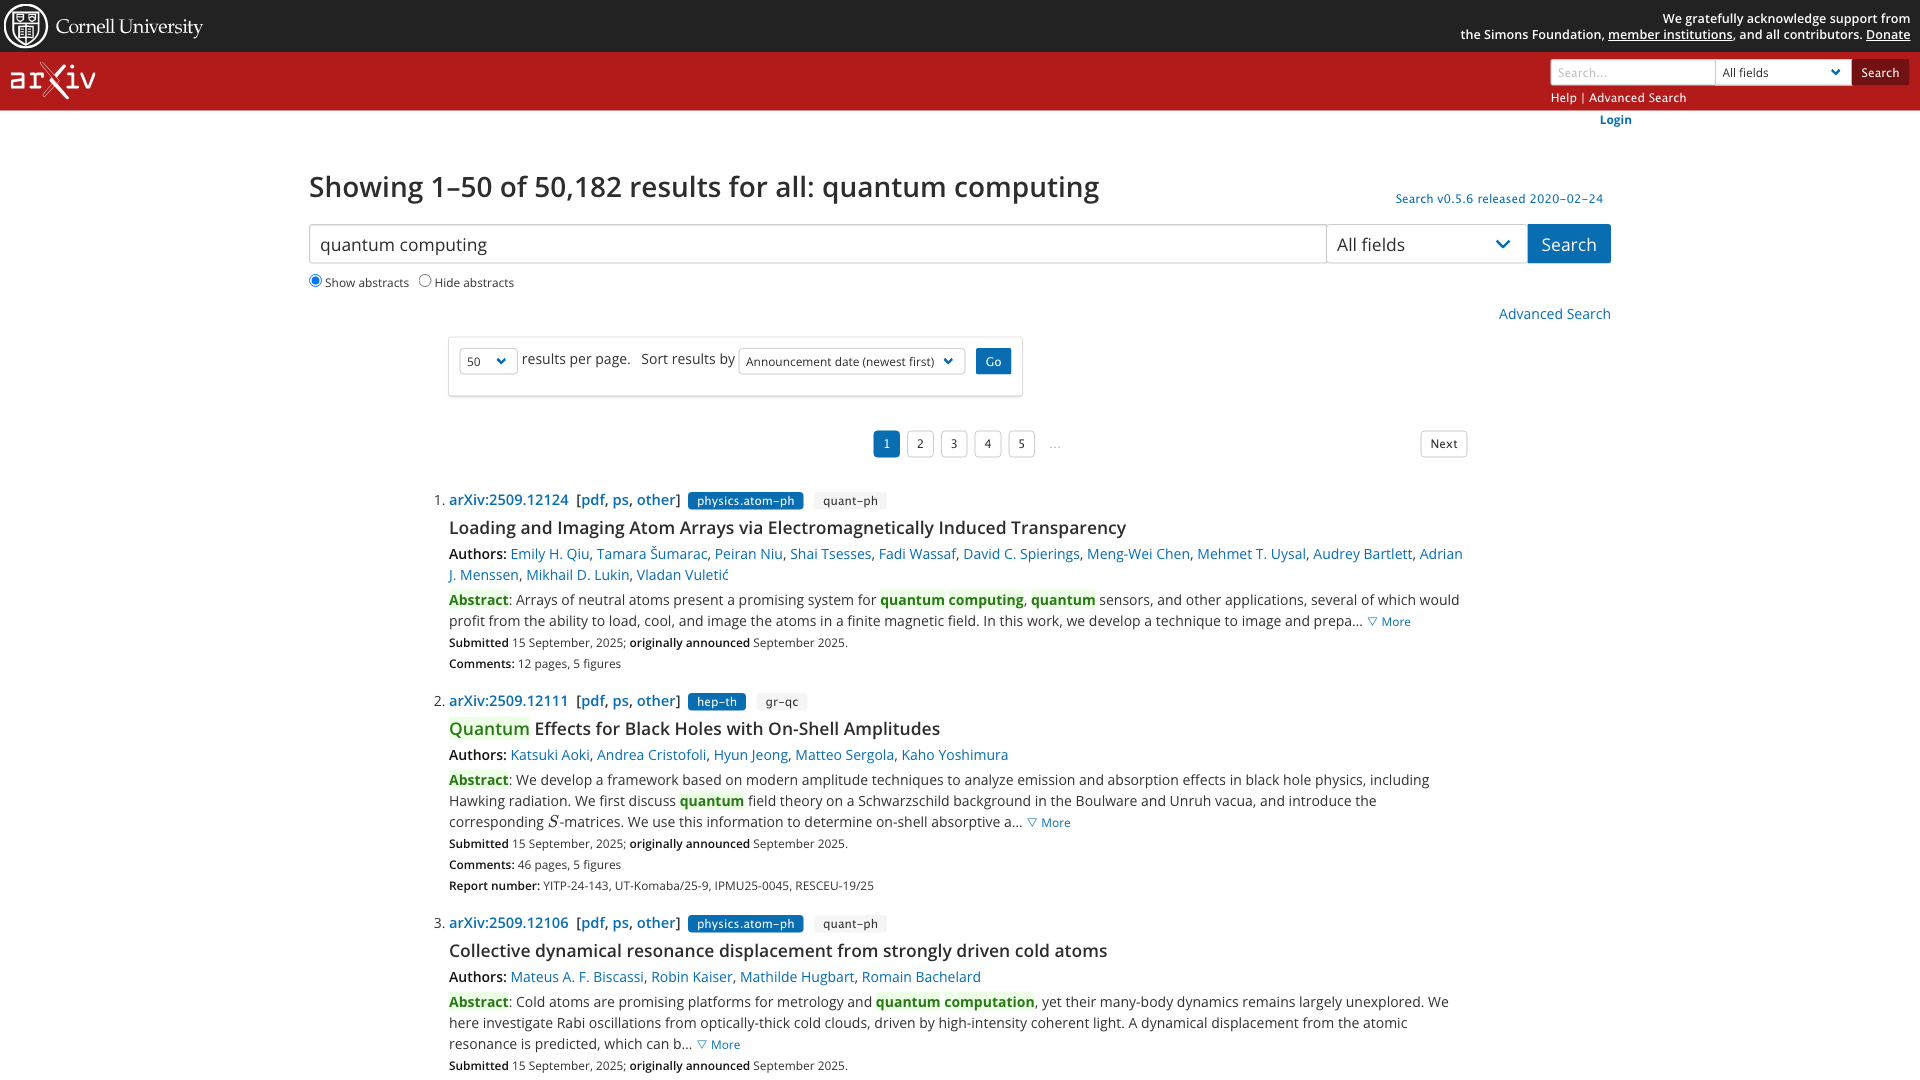 Cornell University
We gratefully acknowledge support from
the Simons Foundation, member institutions, and all contributors. Donate
arXiv
Search...
All fields
Search
Help | Advanced Search
Login
Showing 1–50 of 50,182 results for all: quantum computing
Search v0.5.6 released 2020-02-24
quantum computing
All fields
Search
Show abstracts Hide abstracts
Advanced Search
50 results per page. Sort results by Announcement date (newest first) Go
1 2 3 4 5 … Next
1. arXiv:2509.12124 [pdf, ps, other] physics.atom-ph quant-ph
Loading and Imaging Atom Arrays via Electromagnetically Induced Transparency
Authors: Emily H. Qiu, Tamara Šumarac, Peiran Niu, Shai Tsesses, Fadi Wassaf, David C. Spierings, Meng-Wei Chen, Mehmet T. Uysal, Audrey Bartlett, Adrian
J. Menssen, Mikhail D. Lukin, Vladan Vuletić
Abstract: Arrays of neutral atoms present a promising system for quantum computing, quantum sensors, and other applications, several of which would
profit from the ability to load, cool, and image the atoms in a finite magnetic field. In this work, we develop a technique to image and prepa… ▽ More
Submitted 15 September, 2025; originally announced September 2025.
Comments: 12 pages, 5 figures
2. arXiv:2509.12111 [pdf, ps, other] hep-th gr-qc
Quantum Effects for Black Holes with On-Shell Amplitudes
Authors: Katsuki Aoki, Andrea Cristofoli, Hyun Jeong, Matteo Sergola, Kaho Yoshimura
Abstract: We develop a framework based on modern amplitude techniques to analyze emission and absorption effects in black hole physics, including
Hawking radiation. We first discuss quantum field theory on a Schwarzschild background in the Boulware and Unruh vacua, and introduce the
corresponding S-matrices. We use this information to determine on-shell absorptive a… ▽ More
Submitted 15 September, 2025; originally announced September 2025.
Comments: 46 pages, 5 figures
Report number: YITP-24-143, UT-Komaba/25-9, IPMU25-0045, RESCEU-19/25
3. arXiv:2509.12106 [pdf, ps, other] physics.atom-ph quant-ph
Collective dynamical resonance displacement from strongly driven cold atoms
Authors: Mateus A. F. Biscassi, Robin Kaiser, Mathilde Hugbart, Romain Bachelard
Abstract: Cold atoms are promising platforms for metrology and quantum computation, yet their many-body dynamics remains largely unexplored. We
here investigate Rabi oscillations from optically-thick cold clouds, driven by high-intensity coherent light. A dynamical displacement from the atomic
resonance is predicted, which can b… ▽ More
Submitted 15 September, 2025; originally announced September 2025.